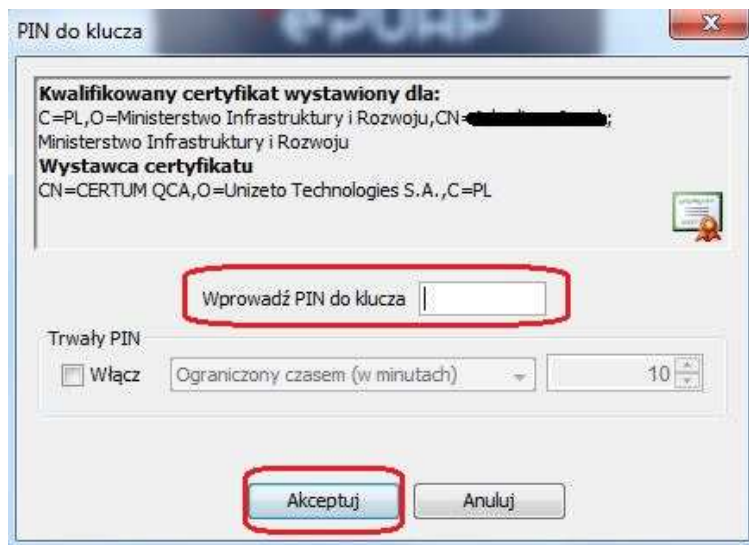 PIN do klucza
ePUAP
Kwalifikowany certyfikat wystawiony dla:
C=PL,O=Ministerstwo Infrastruktury i Rozwoju,CN=
Ministerstwo Infrastruktury i Rozwoju
Wystawca certyfikatu
CN=CERTUM QCA,O=Unizeto Technologies S.A.,C=PL
Wprowadź PIN do klucza
Trwały PIN
Włącz Ograniczony czasem (w minutach) 10
Akceptuj Anuluj